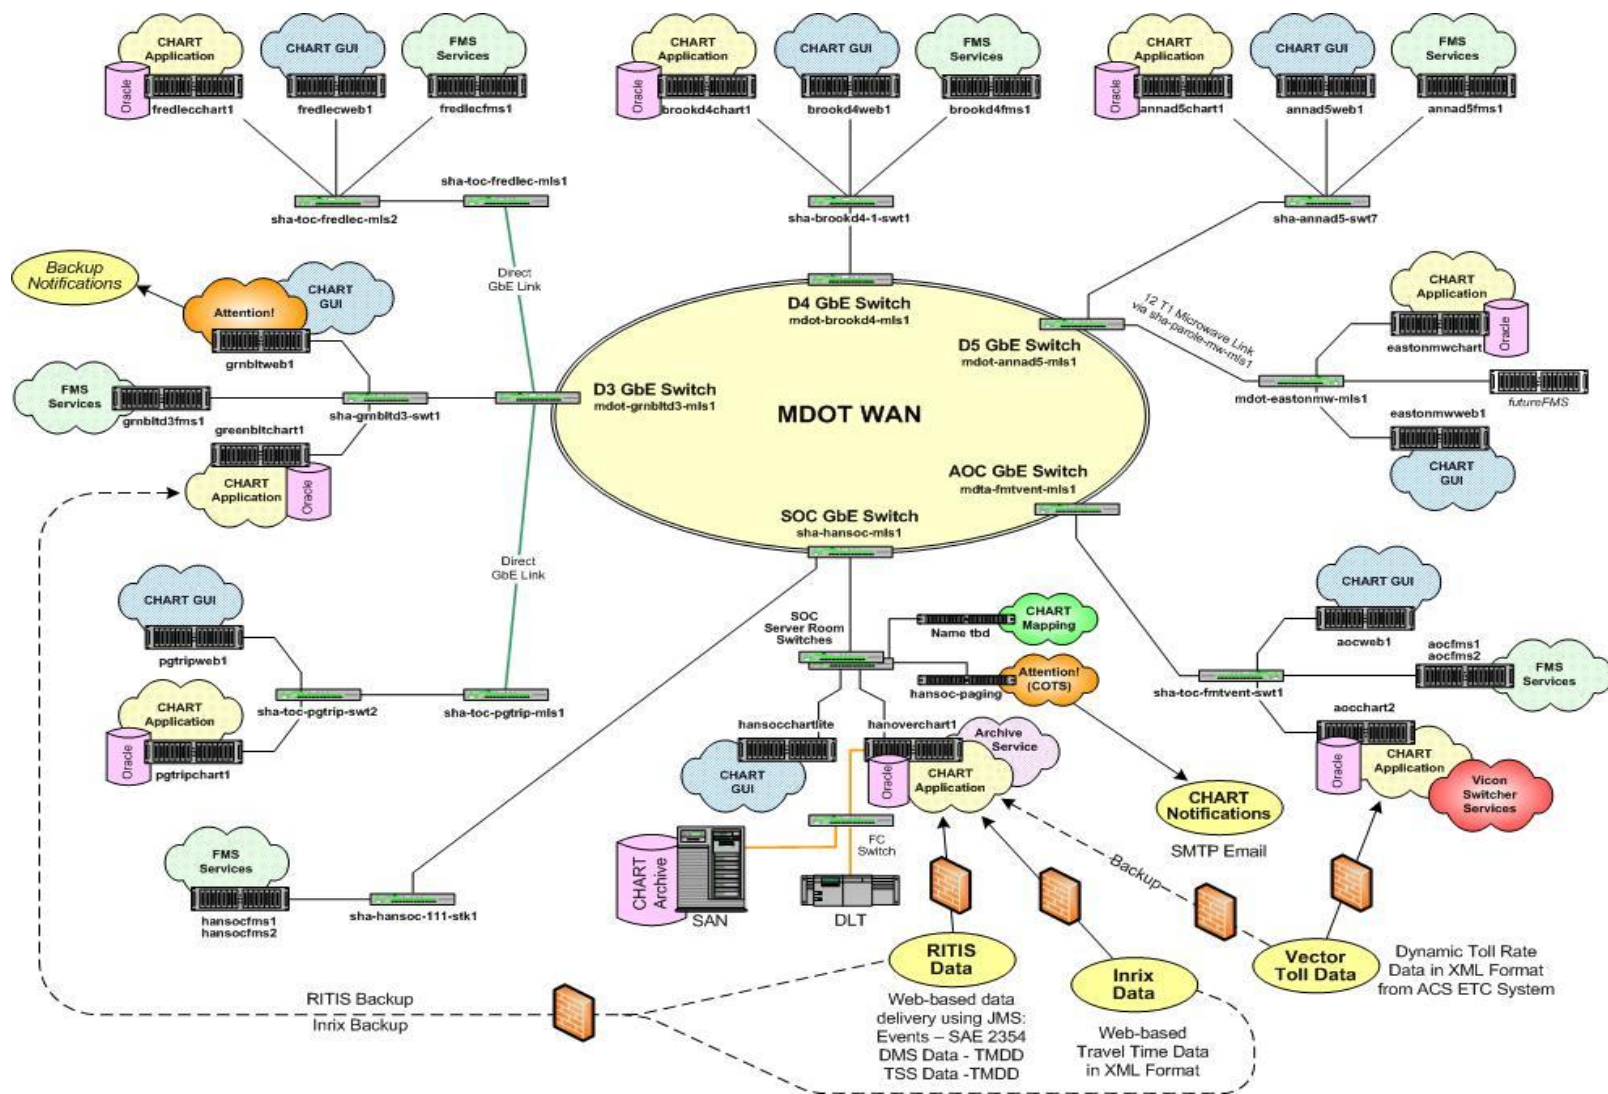 CHART
Application
Oracle
fredlecchart1
CHART GUI
fredlecweb1
FMS
Services
fredlecfms1
sha-toc-fredlec-mls1
sha-toc-fredlec-mls2
Direct
GbE Link
CHART
Application
Oracle
brookd4chart1
CHART GUI
brookd4web1
FMS
Services
brookd4fms1
sha-brookd4-1-swt1
CHART
Application
Oracle
annad5chart1
CHART GUI
annad5web1
FMS
Services
annad5fms1
sha-annad5-swt7
Backup
Notifications
Attention!
CHART
GUI
grnbltweb1
FMS
Services
grnbltd3fms1
sha-grnbltd3-swt1
greenbltchart1
CHART
Application
Oracle
D4 GbE Switch
mdot-brookd4-mls1
D5 GbE Switch
mdot-annad5-mls1
D3 GbE Switch
mdot-grnbltd3-mls1
MDOT WAN
AOC GbE Switch
mdta-fmtvent-mls1
SOC GbE Switch
sha-hansoc-mls1
12 T1 Microwave Link
via sha-parole-mw-mls1
CHART
Application
Oracle
eastonmwchart
mdot-eastonmw-mls1
futureFMS
eastonmwweb1
CHART
GUI
Direct
GbE Link
CHART GUI
pgtripweb1
CHART
Application
Oracle
pgtripchart1
sha-toc-pgtrip-swt2
sha-toc-pgtrip-mls1
SOC
Server Room
Switches
Name tbd
CHART
Mapping
hansoc-paging
Attention!
(COTS)
hansocchartlite
CHART
GUI
hanoverchart1
Archive
Service
Oracle
CHART
Application
CHART
Notifications
SMTP Email
CHART GUI
aocweb1
aocfms1
aocfms2
FMS
Services
sha-toc-fmtvent-swt1
aocchart2
Oracle
CHART
Application
Vicon
Switcher
Services
FMS
Services
hansocfms1
hansocfms2
sha-hansoc-111-stk1
CHART
Archive
SAN
FC
Switch
DLT
Backup
RITIS
Data
Web-based data
delivery using JMS:
Events – SAE 2354
DMS Data - TMDD
TSS Data -TMDD
Inrix
Data
Web-based
Travel Time Data
in XML Format
Vector
Toll Data
Dynamic Toll Rate
Data in XML Format
from ACS ETC System
RITIS Backup
Inrix Backup